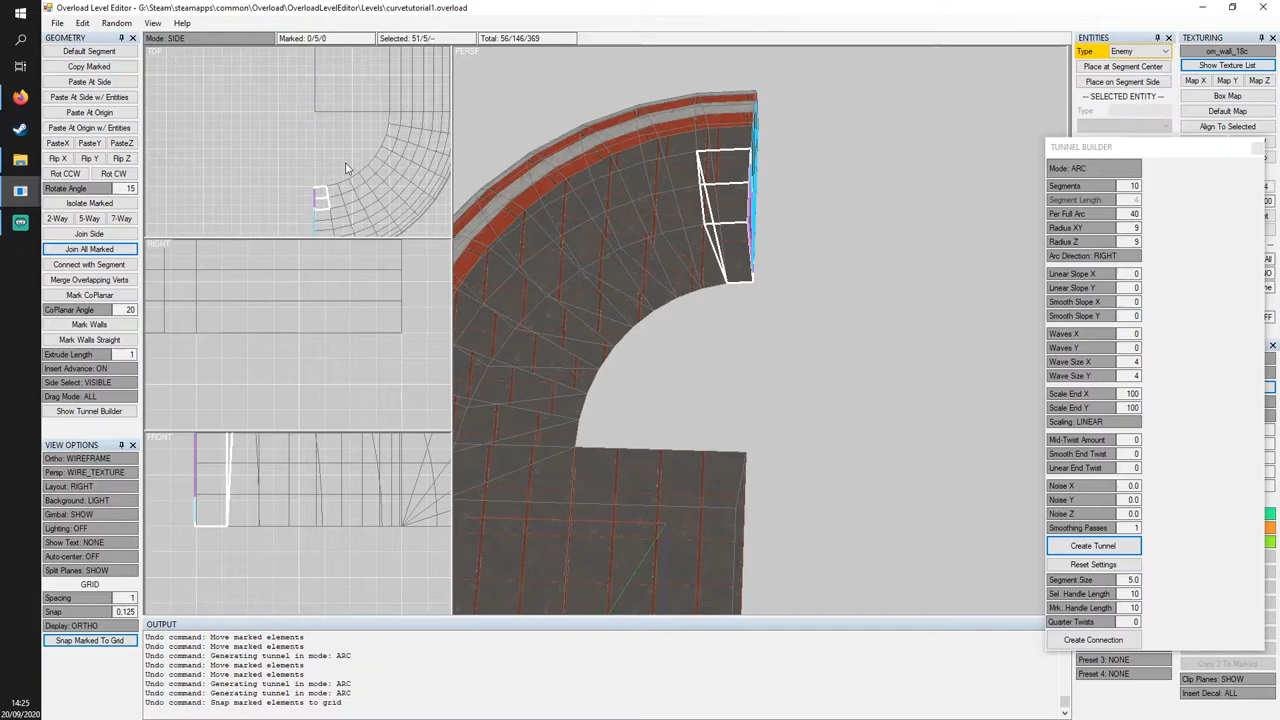 Overload Level Editor - G:\Steam\steamapps\common\Overload\OverloadLevelEditor\Levels\curvetutorial1.overload
File Edit Random View Help
GEOMETRY
Default Segment
Copy Marked
Paste At Side
Paste At Side w/ Entities
Paste At Origin
Paste At Origin w/ Entities
PasteX PasteY PasteZ
Flip X Flip Y Flip Z
Rot CCW Rot CW
Rotate Angle 15
Isolate Marked
2-Way 5-Way 7-Way
Join Side
Join All Marked
Connect with Segment
Merge Overlapping Verts
Mark CoPlanar
CoPlanar Angle 20
Mark Walls
Mark Walls Straight
Extrude Length 1
Insert Advance: ON
Side Select: VISIBLE
Drag Mode: ALL
Show Tunnel Builder
VIEW OPTIONS
Ortho: WIREFRAME
Persp: WIRE_TEXTURE
Layout: RIGHT
Background: LIGHT
Gimbal: SHOW
Lighting: OFF
Show Text: NONE
Auto-center: OFF
Split Planes: SHOW
GRID
Spacing 1
Snap 0,125
Display: ORTHO
Snap Marked To Grid
Mode: SIDE Marked: 0/5/0 Selected: 51/5/-- Total: 56/146/369
TOP
PERSP
RIGHT
FRONT
OUTPUT
Undo command: Move marked elements
Undo command: Move marked elements
Undo command: Generating tunnel in mode: ARC
Undo command: Move marked elements
Undo command: Move marked elements
Undo command: Generating tunnel in mode: ARC
Undo command: Generating tunnel in mode: ARC
Undo command: Snap marked elements to grid
ENTITIES
Type Enemy
Place at Segment Center
Place on Segment Side
--- SELECTED ENTITY ---
Type
TEXTURING
om_wall_18c
Show Texture List
Map X Map Y Map Z
Box Map
Default Map
Align To Selected
TUNNEL BUILDER
Mode: ARC
Segments 10
Segment Length 4
Per Full Arc 40
Radius XY 9
Radius Z 9
Arc Direction: RIGHT
Linear Slope X 0
Linear Slope Y 0
Smooth Slope X 0
Smooth Slope Y 0
Waves X 0
Waves Y 0
Wave Size X 4
Wave Size Y 4
Scale End X 100
Scale End Y 100
Scaling: LINEAR
Mid-Twist Amount 0
Smooth End Twist 0
Linear End Twist 0
Noise X 0.0
Noise Y 0.0
Noise Z 0.0
Smoothing Passes 1
Create Tunnel
Reset Settings
Segment Size 5.0
Sel. Handle Length 10
Mrk. Handle Length 10
Quarter Twists 0
Create Connection
Preset 3: NONE
Preset 4: NONE
Copy 2 To Marked
Clip Planes: SHOW
Insert Decal: ALL
14:25
20/09/2020